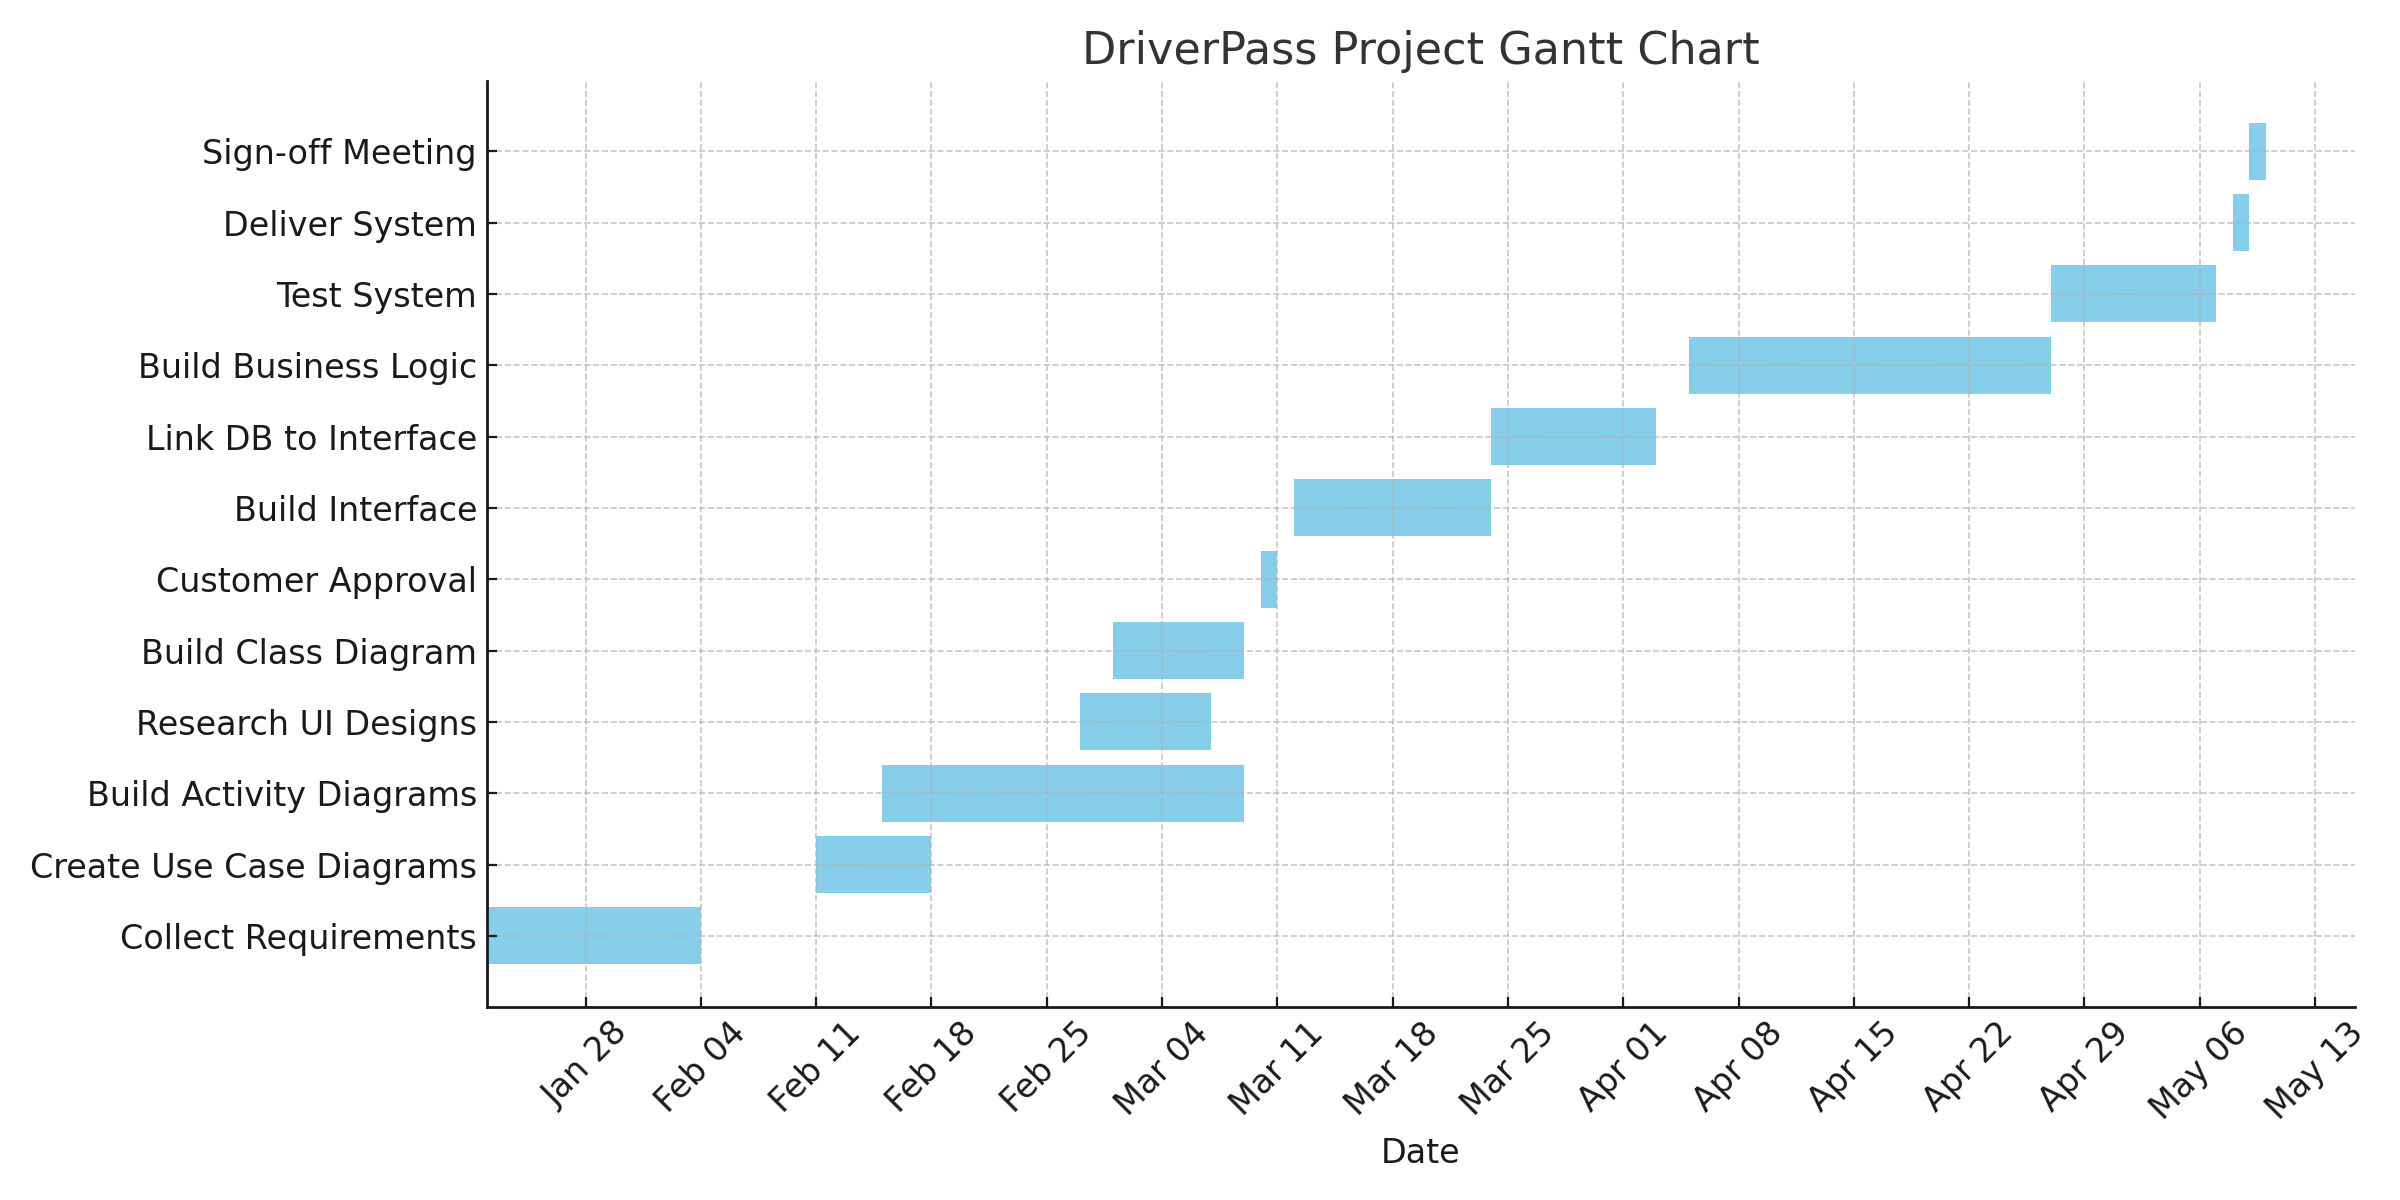 DriverPass Project Gantt Chart
Sign-off Meeting
Deliver System
Test System
Build Business Logic
Link DB to Interface
Build Interface
Customer Approval
Build Class Diagram
Research UI Designs
Build Activity Diagrams
Create Use Case Diagrams
Collect Requirements
Jan 28
Feb 04
Feb 11
Feb 18
Feb 25
Mar 04
Mar 11
Mar 18
Mar 25
Apr 01
Apr 08
Apr 15
Apr 22
Apr 29
May 06
May 13
Date